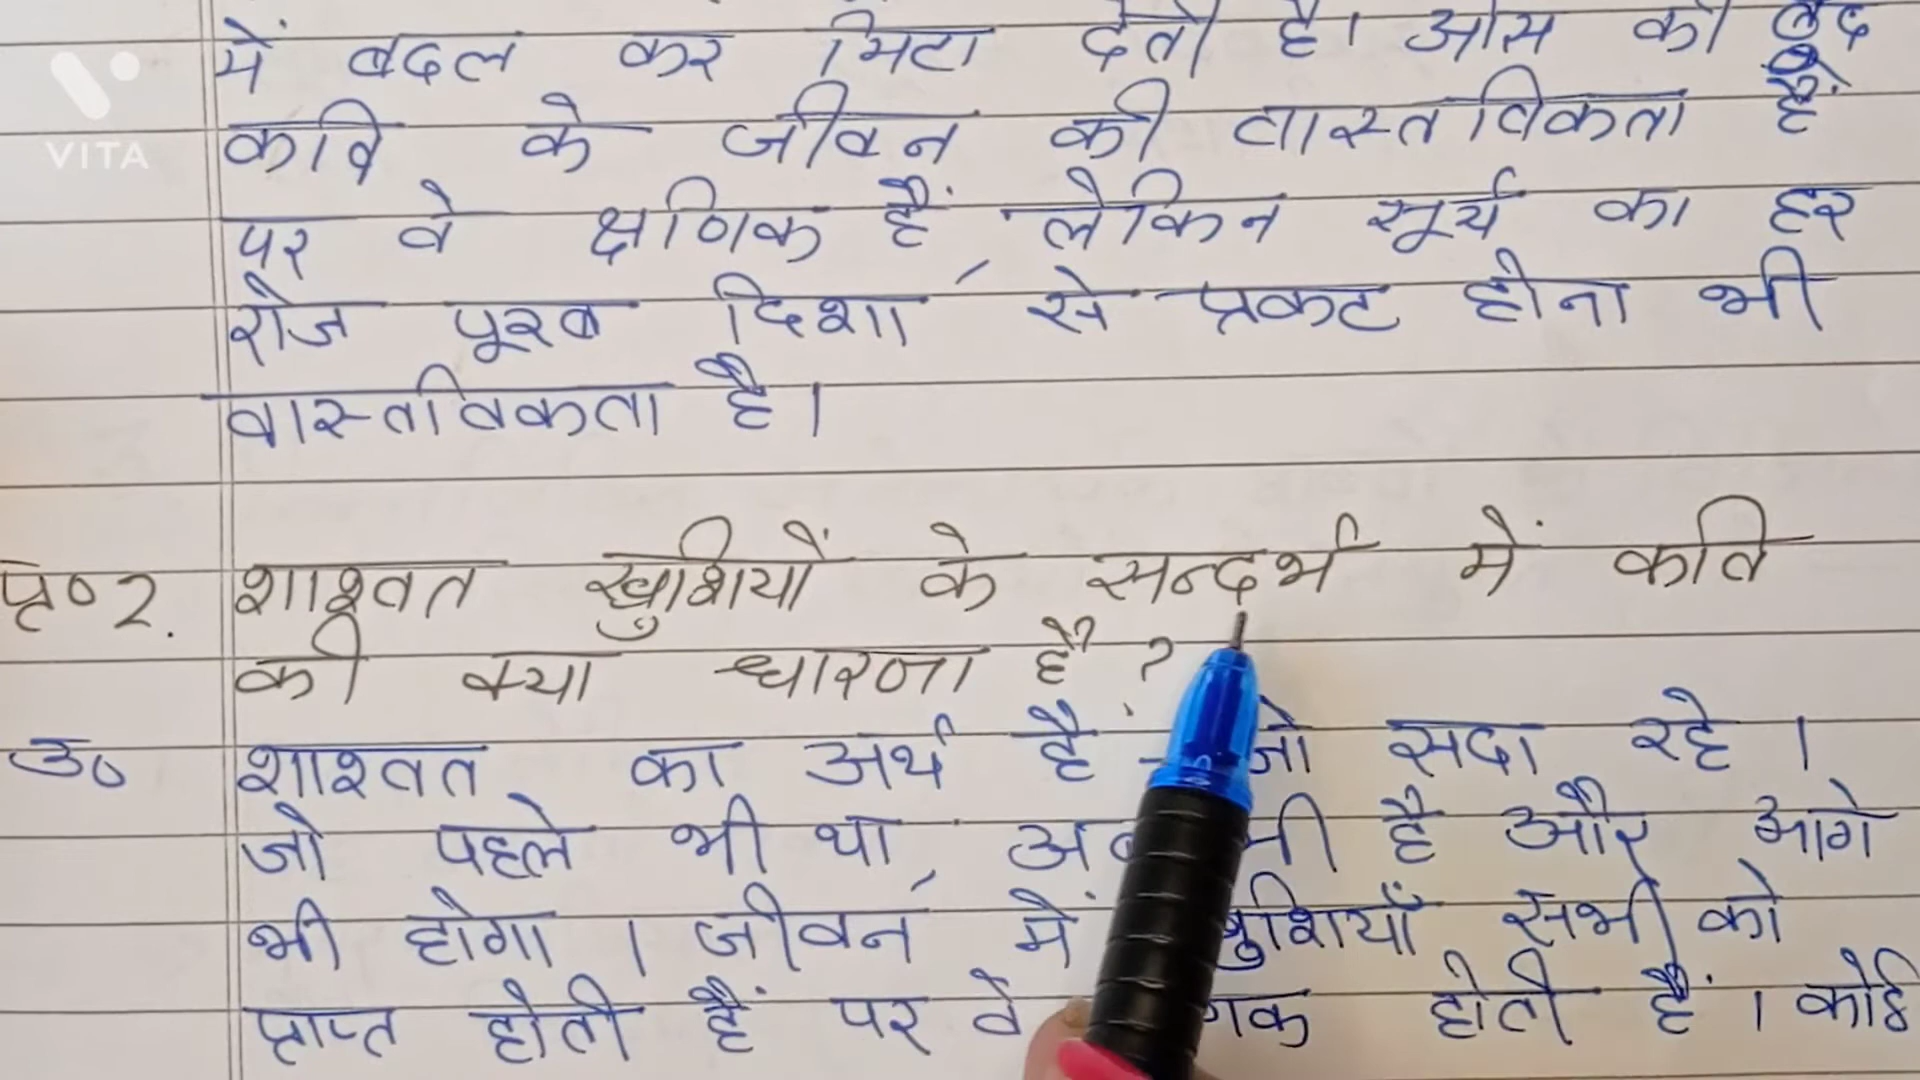 VITA
में बदल कर मिटा देती है। ओस की बूंद
कवि के जीवन की वास्तविकता हैं
पर वे क्षणिक हैं, लेकिन सूर्य का हर
रोज पूरब दिशा से प्रकट होना भी
वास्तविकता है।
प्र०2. शाश्वत खुशियों के सन्दर्भ में कवि
की क्या धारणा है ?
उ० शाश्वत का अर्थ है - जो सदा रहे ।
जो पहले भी था, अब भी है और आगे
भी होगा । जीवन में खुशियाँ सभी को
प्राप्त होती हैं पर वे होती हैं । कोई